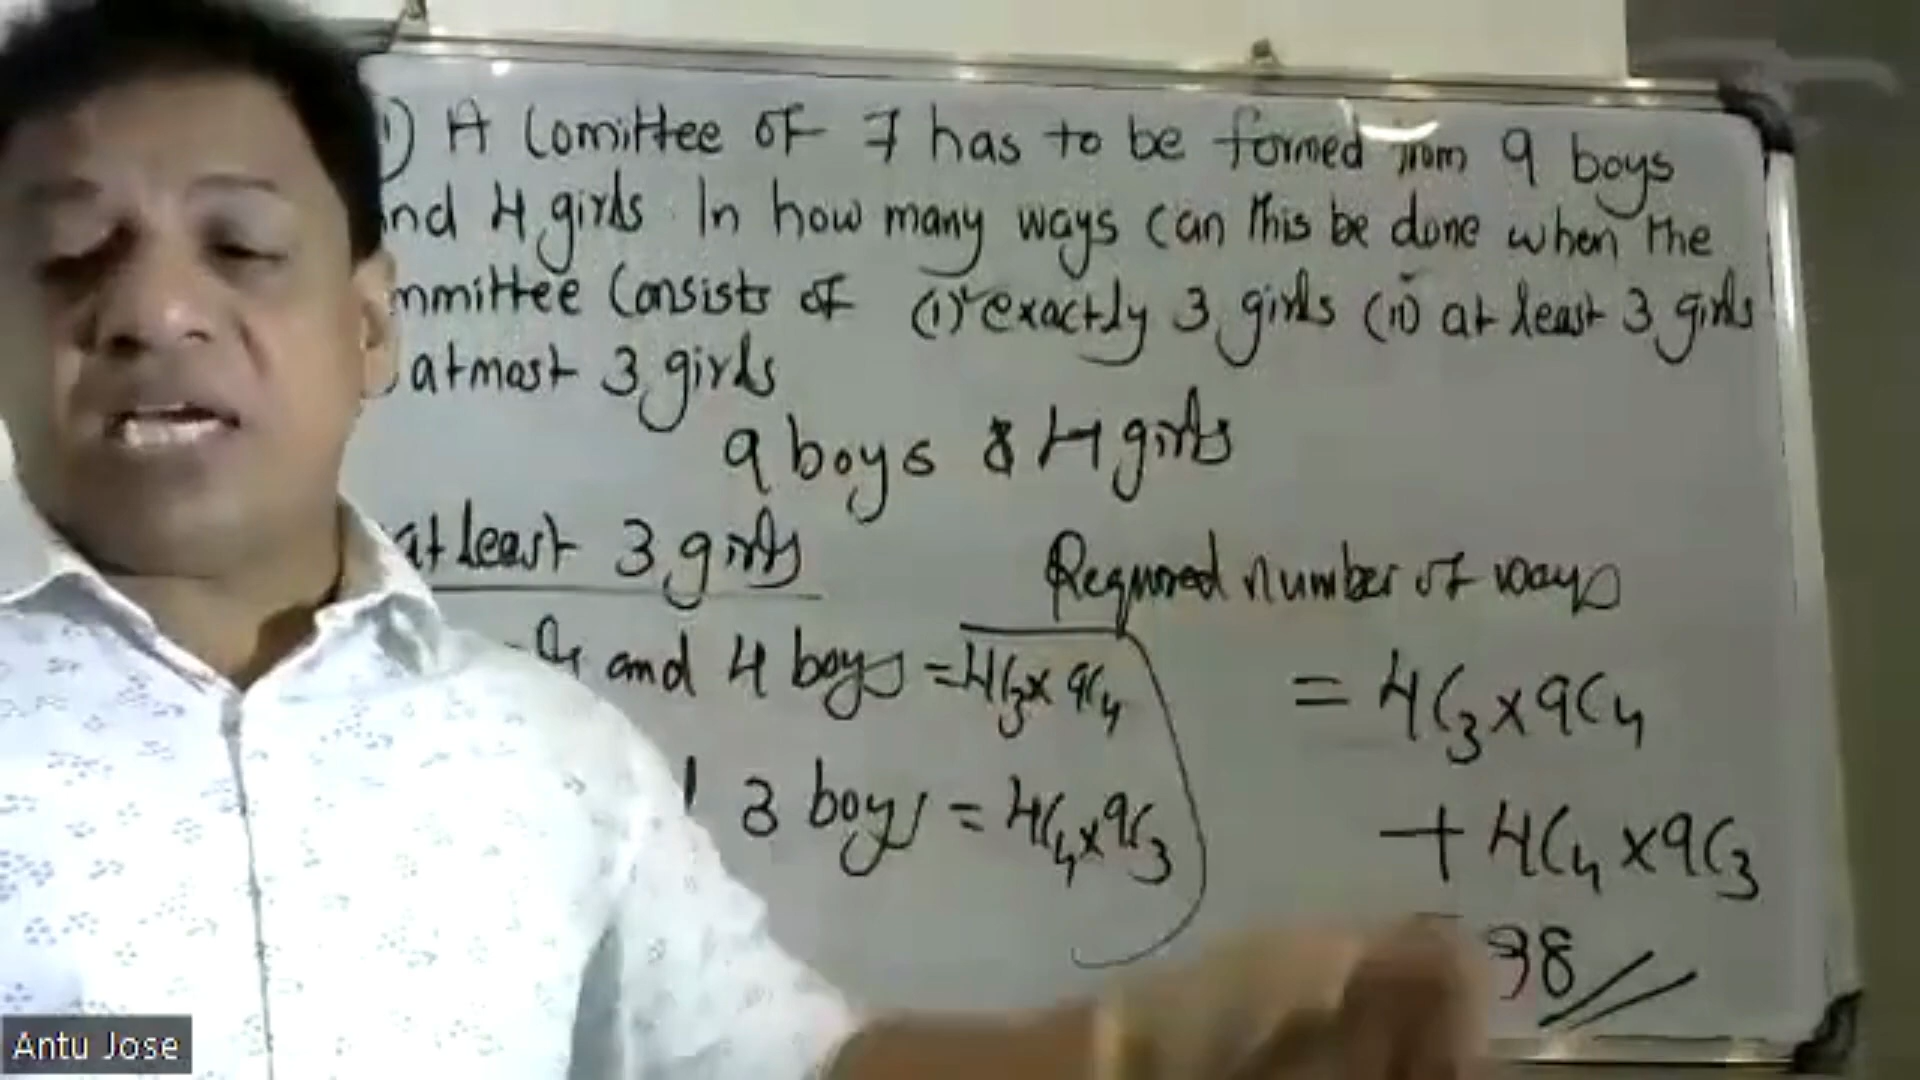 ) A Comittee of 7 has to be formed from 9 boys
and 4 girls. In how many ways can this be done when the
mmittee Consists of (i) exactly 3 girls (ii) at least 3 girls
) atmost 3 girls
9 boys & 4 girls
at least 3 girls
and 4 boys = 4C3 x 9C4
3 boys = 4C4 x 9C3
Required number of ways
= 4C3 x 9C4
+ 4C4 x 9C3
38
Antu Jose